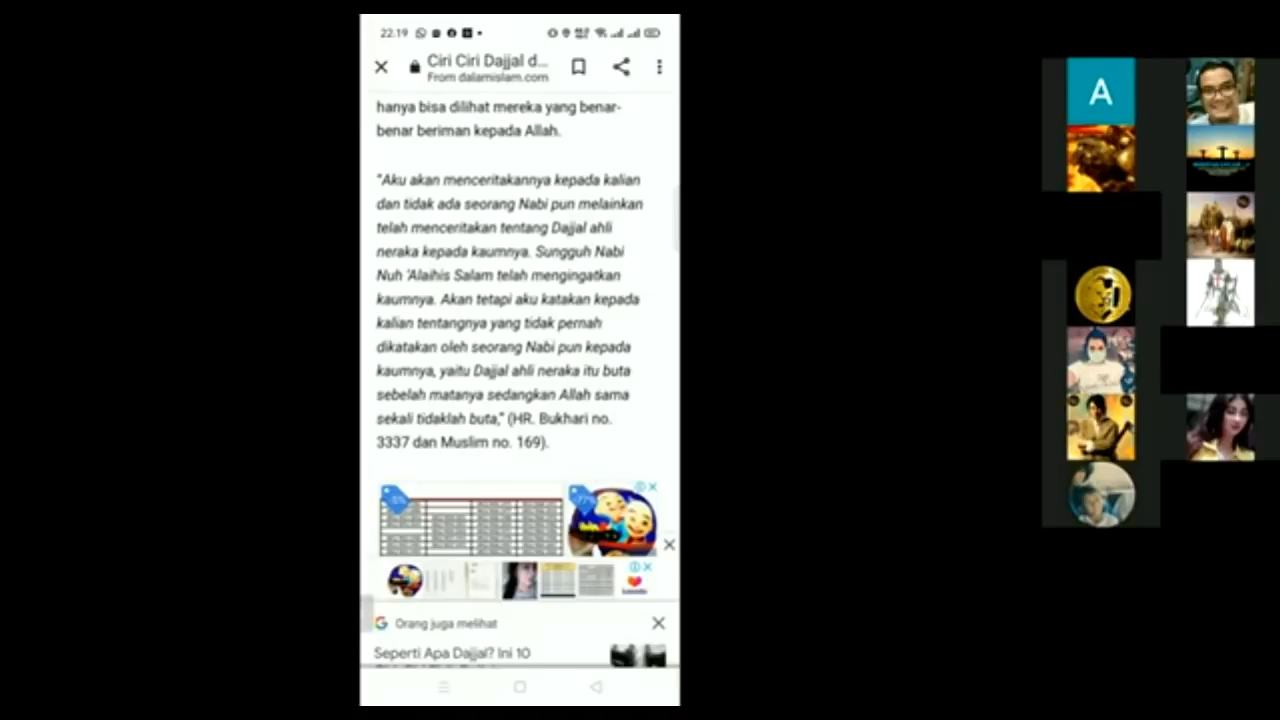 22.19
Ciri Ciri Dajjal d...
From dalamislam.com
hanya bisa dilihat mereka yang benar-
benar beriman kepada Allah.
"Aku akan menceritakannya kepada kalian
dan tidak ada seorang Nabi pun melainkan
telah menceritakan tentang Dajjal ahli
neraka kepada kaumnya. Sungguh Nabi
Nuh 'Alaihis Salam telah mengingatkan
kaumnya. Akan tetapi aku katakan kepada
kalian tentangnya yang tidak pernah
dikatakan oleh seorang Nabi pun kepada
kaumnya, yaitu Dajjal ahli neraka itu buta
sebelah matanya sedangkan Allah sama
sekali tidaklah buta," (HR. Bukhari no.
3337 dan Muslim no. 169).
Orang juga melihat
Seperti Apa Dajjal? Ini 10
A